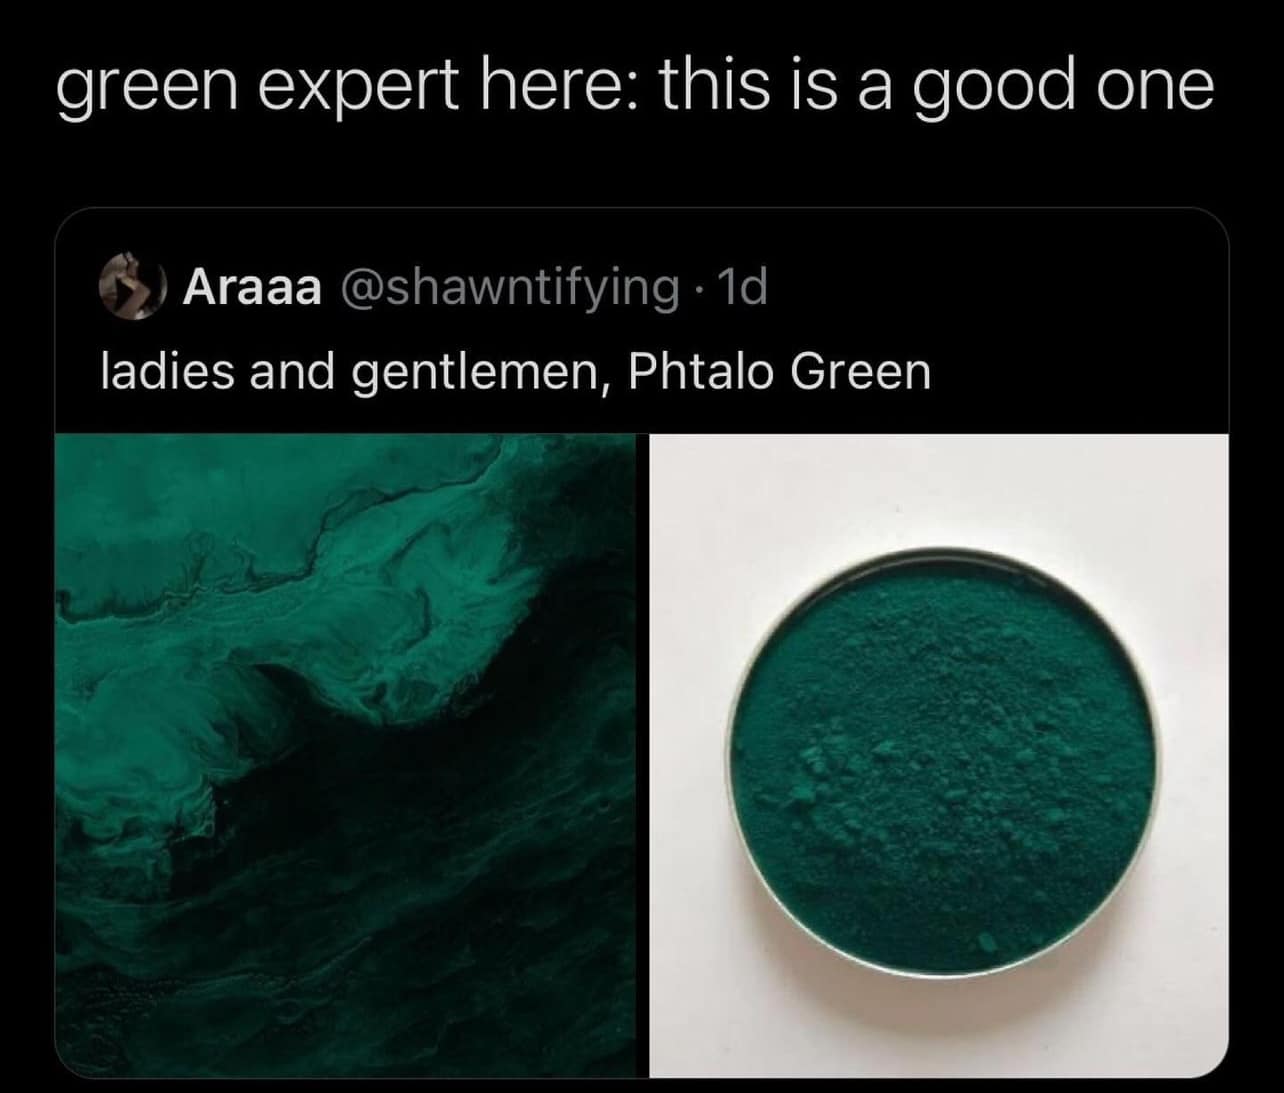 green expert here: this is a good one
Araaa @shawntifying · 1d
ladies and gentlemen, Phtalo Green